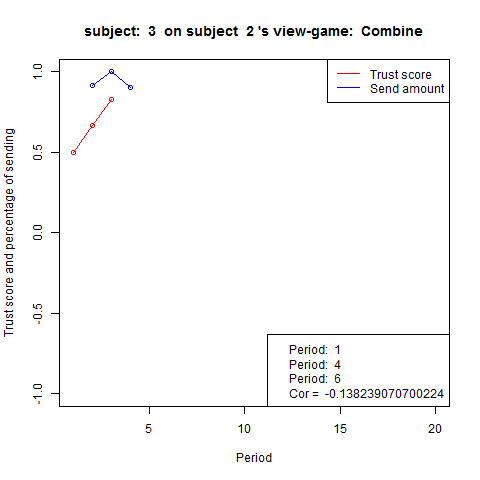 subject: 3 on subject 2 's view-game: Combine
Trust score and percentage of sending
1.0
0.5
0.0
-0.5
-1.0
Trust score
Send amount
Period: 1
Period: 4
Period: 6
Cor = -0.138239070700224
5 10 15 20
Period